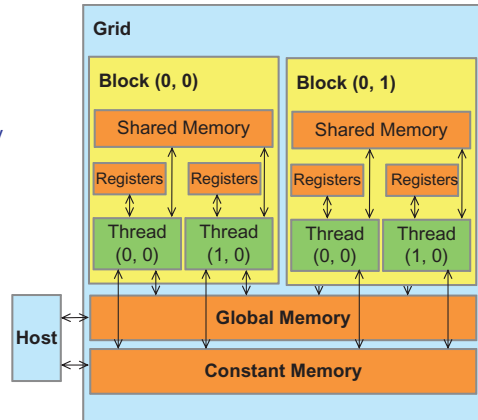 Grid
Block (0, 0)
Shared Memory
Registers
Registers
Thread
(0, 0)
Thread
(1, 0)
Block (0, 1)
Shared Memory
Registers
Registers
Thread
(0, 0)
Thread
(1, 0)
Host
Global Memory
Constant Memory